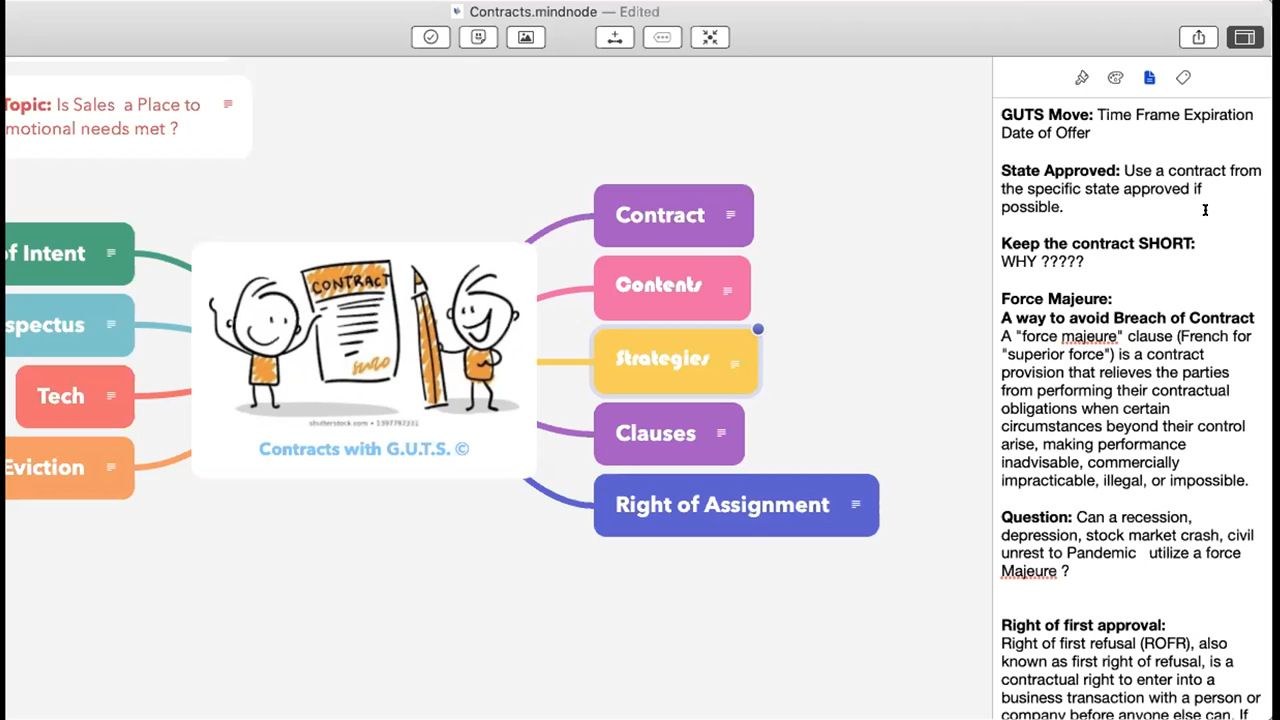 Contracts.mindnode — Edited
Topic: Is Sales a Place to
motional needs met ?
of Intent
spectus
Tech
Eviction
CONTRACT
shutterstock.com • 1397792331
Contracts with G.U.T.S. ©
Contract
Contents
Strategies
Clauses
Right of Assignment
GUTS Move: Time Frame Expiration
Date of Offer
State Approved: Use a contract from
the specific state approved if
possible.
Keep the contract SHORT:
WHY ?????
Force Majeure:
A way to avoid Breach of Contract
A "force majeure" clause (French for
"superior force") is a contract
provision that relieves the parties
from performing their contractual
obligations when certain
circumstances beyond their control
arise, making performance
inadvisable, commercially
impracticable, illegal, or impossible.
Question: Can a recession,
depression, stock market crash, civil
unrest to Pandemic utilize a force
Majeure ?
Right of first approval:
Right of first refusal (ROFR), also
known as first right of refusal, is a
contractual right to enter into a
business transaction with a person or
company before anyone else can. If